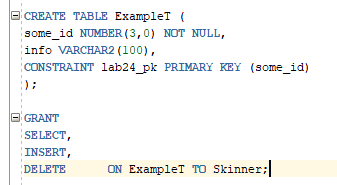 CREATE TABLE ExampleT (
some_id NUMBER(3,0) NOT NULL,
info VARCHAR2(100),
CONSTRAINT lab24_pk PRIMARY KEY (some_id)
);
GRANT
SELECT,
INSERT,
DELETE ON ExampleT TO Skinner;